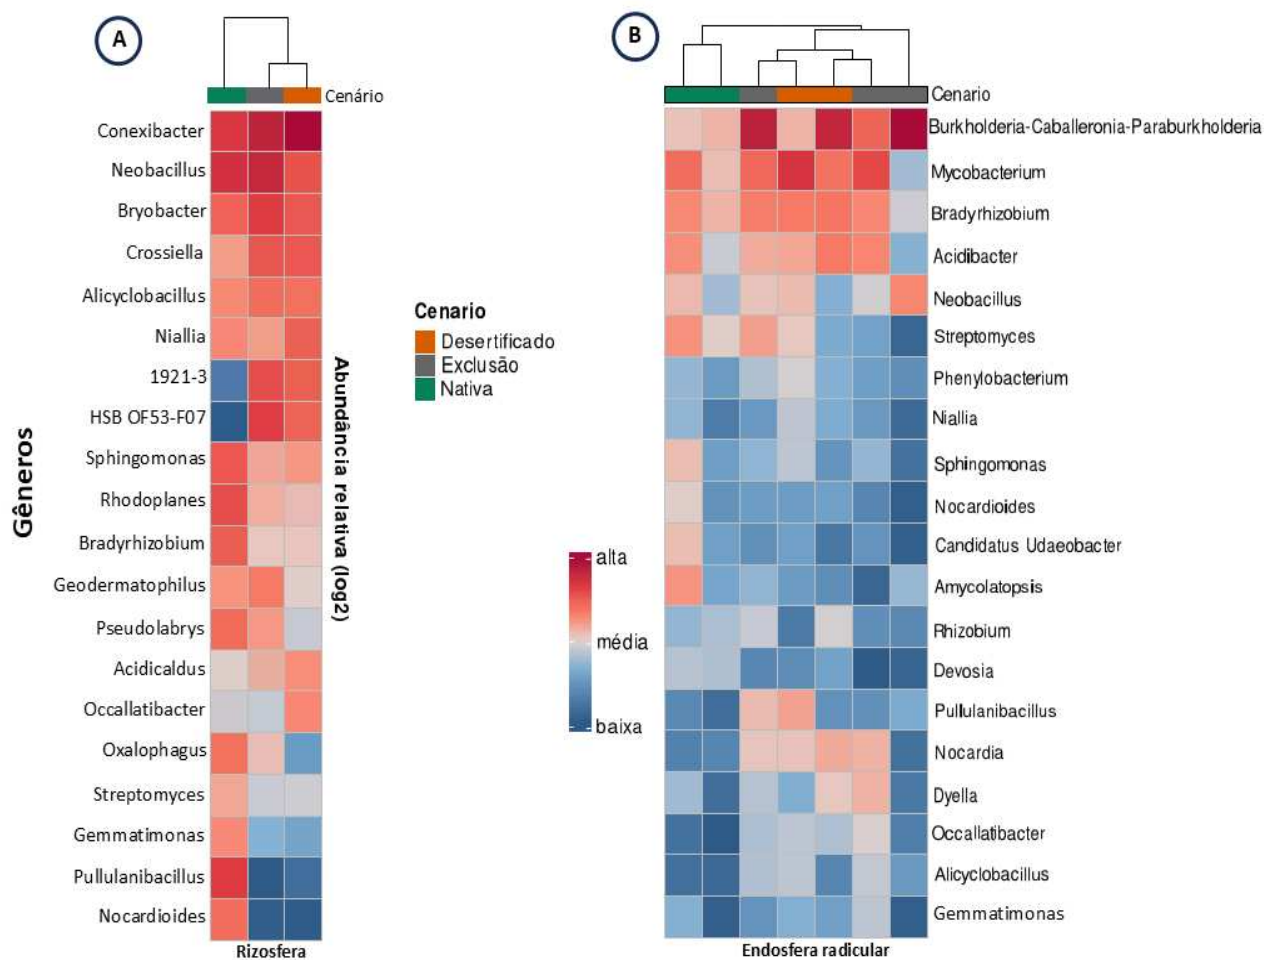 A
Cenário
Conexibacter
Neobacillus
Bryobacter
Crossiella
Alicyclobacillus
Niallia
1921-3
HSB OF53-F07
Sphingomonas
Rhodoplanes
Bradyrhizobium
Geodermatophilus
Pseudolabrys
Acidicaldus
Occallatibacter
Oxalophagus
Streptomyces
Gemmatimonas
Pullulanibacillus
Nocardioides
Gêneros
Rizosfera
Abundância relativa (log2)
Cenario
Desertificado
Exclusão
Nativa
alta
média
baixa
B
Cenario
Burkholderia-Caballeronia-Paraburkholderia
Mycobacterium
Bradyrhizobium
Acidibacter
Neobacillus
Streptomyces
Phenylobacterium
Niallia
Sphingomonas
Nocardioides
Candidatus Udaeobacter
Amycolatopsis
Rhizobium
Devosia
Pullulanibacillus
Nocardia
Dyella
Occallatibacter
Alicyclobacillus
Gemmatimonas
Endosfera radicular